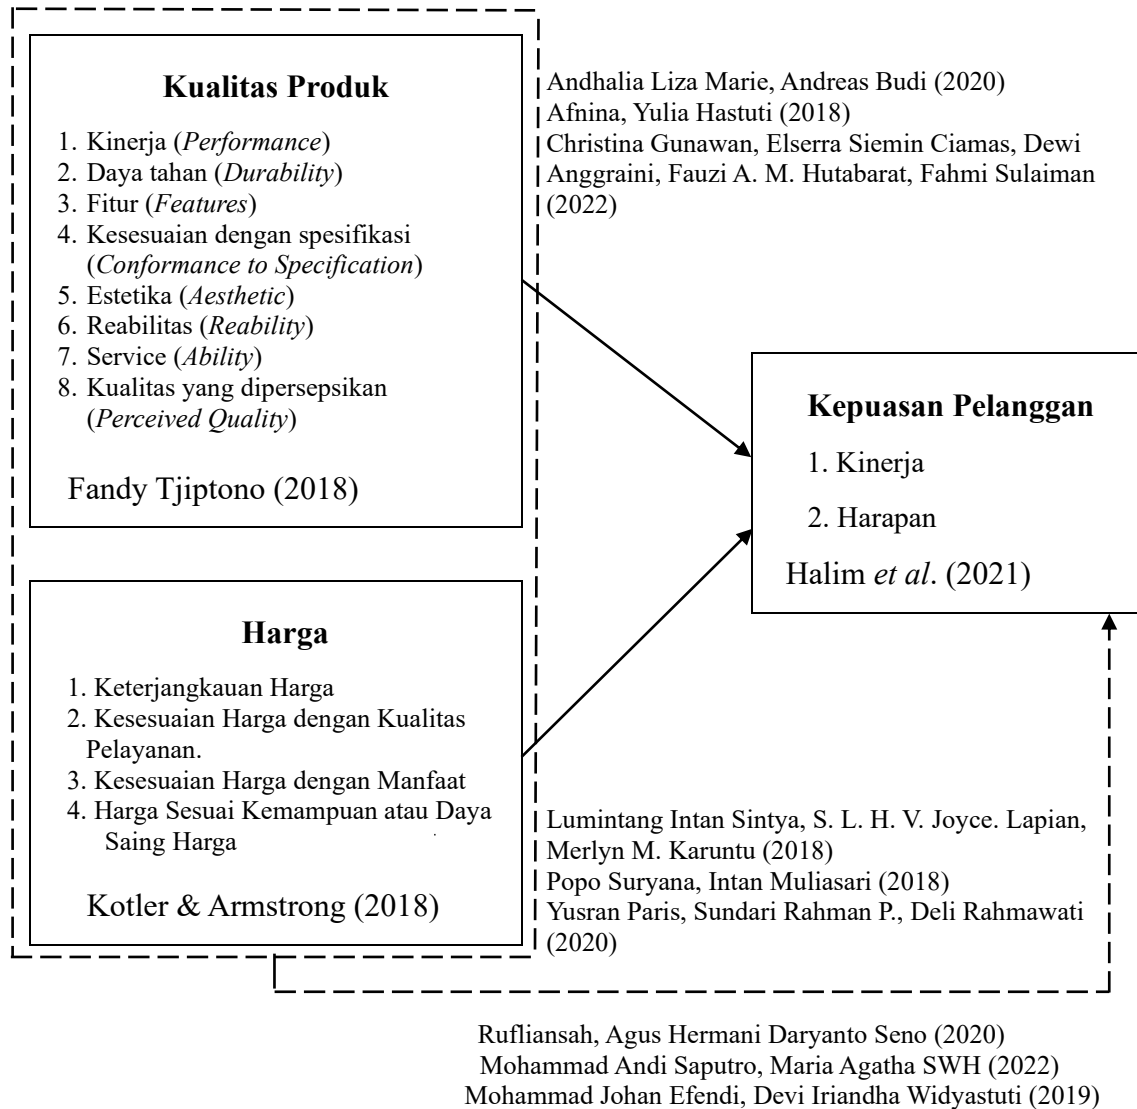 Kualitas Produk
1. Kinerja (Performance)
2. Daya tahan (Durability)
3. Fitur (Features)
4. Kesesuaian dengan spesifikasi
(Conformance to Specification)
5. Estetika (Aesthetic)
6. Reabilitas (Reability)
7. Service (Ability)
8. Kualitas yang dipersepsikan
(Perceived Quality)
Fandy Tjiptono (2018)
Andhalia Liza Marie, Andreas Budi (2020)
Afnina, Yulia Hastuti (2018)
Christina Gunawan, Elserra Siemin Ciamas, Dewi
Anggraini, Fauzi A. M. Hutabarat, Fahmi Sulaiman
(2022)
Kepuasan Pelanggan
1. Kinerja
2. Harapan
Halim et al. (2021)
Harga
1. Keterjangkauan Harga
2. Kesesuaian Harga dengan Kualitas
Pelayanan.
3. Kesesuaian Harga dengan Manfaat
4. Harga Sesuai Kemampuan atau Daya
Saing Harga
Kotler & Armstrong (2018)
Lumintang Intan Sintya, S. L. H. V. Joyce. Lapian,
Merlyn M. Karuntu (2018)
Popo Suryana, Intan Muliasari (2018)
Yusran Paris, Sundari Rahman P., Deli Rahmawati
(2020)
Rufliansah, Agus Hermani Daryanto Seno (2020)
Mohammad Andi Saputro, Maria Agatha SWH (2022)
Mohammad Johan Efendi, Devi Iriandha Widyastuti (2019)